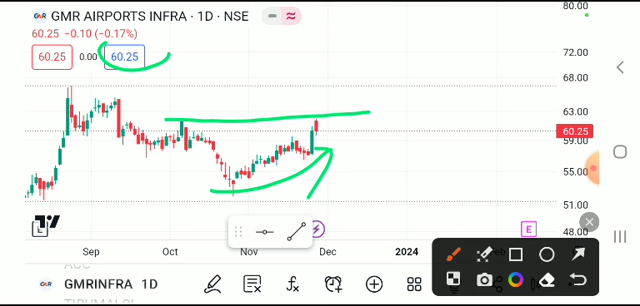 GMR GMR AIRPORTS INFRA · 1D · NSE
80.00
60.25 −0.10 (−0.17%)
60.25 0.00 60.25
72.00
68.00
63.00
60.25
59.00
55.00
51.00
48.00
E
Sep Oct Nov Dec 2024
GMR GMRINFRA 1D